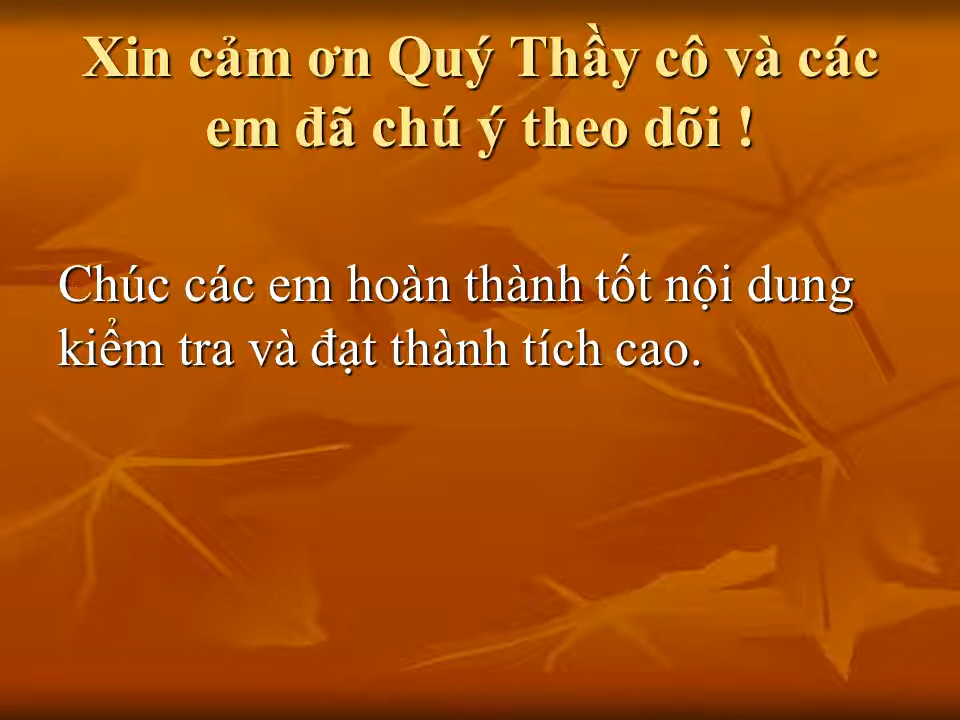 Xin cảm ơn Quý Thầy cô và các
em đã chú ý theo dõi !
Chúc các em hoàn thành tốt nội dung
kiểm tra và đạt thành tích cao.